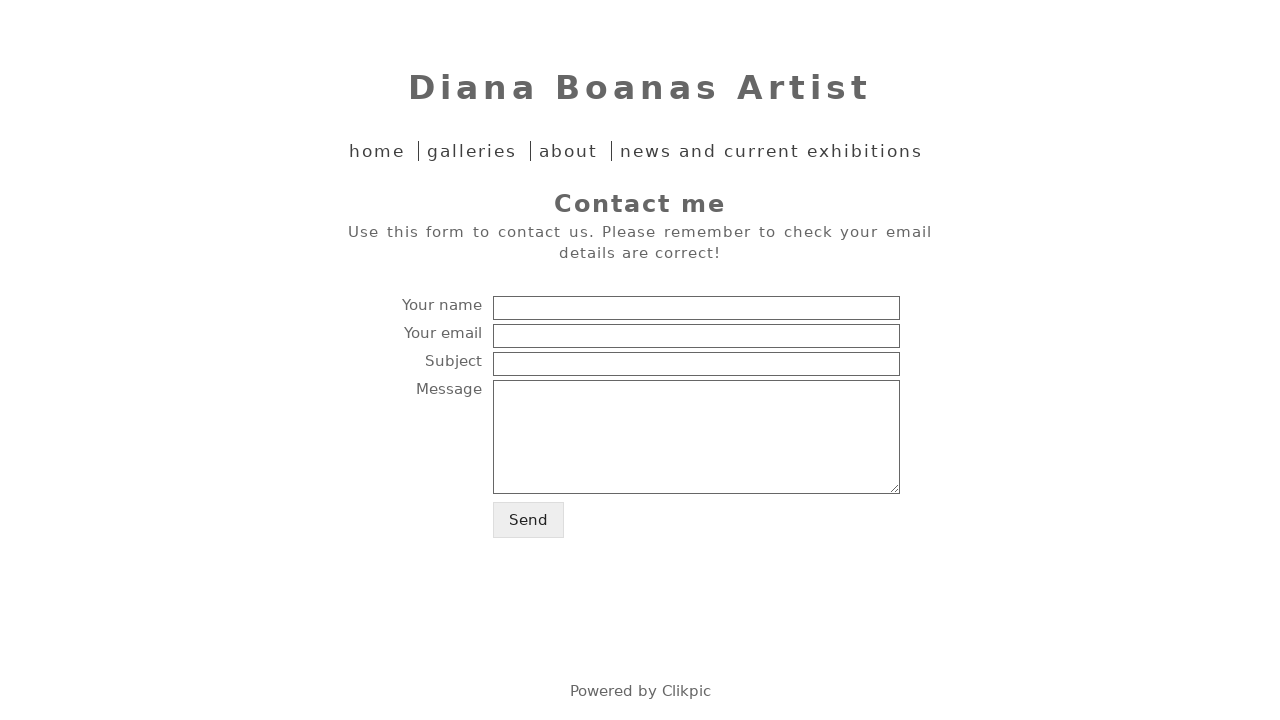 Diana Boanas Artist
home
galleries
about
news and current exhibitions
Contact me
Use this form to contact us. Please remember to check your email
details are correct!
Your name
Your email
Subject
Message
Send
Powered by Clikpic